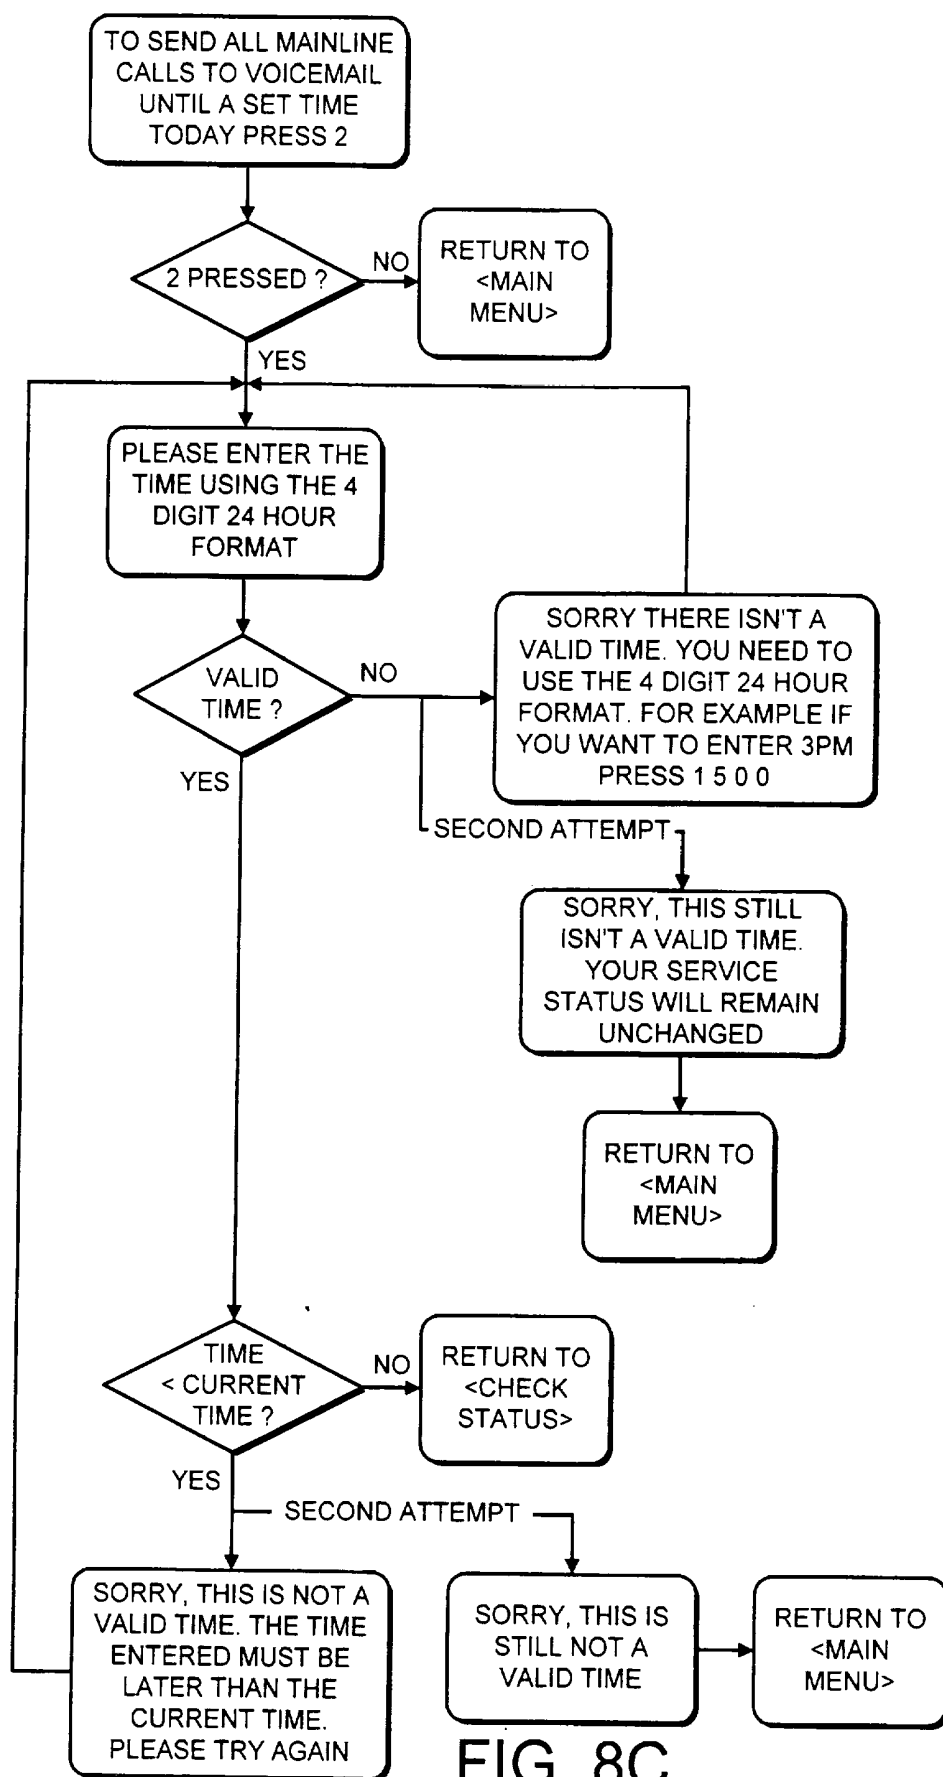 TO SEND ALL MAINLINE
CALLS TO VOICEMAIL
UNTIL A SET TIME
TODAY PRESS 2
2 PRESSED ?
NO
RETURN TO
<MAIN
MENU>
YES
PLEASE ENTER THE
TIME USING THE 4
DIGIT 24 HOUR
FORMAT
VALID
TIME ?
NO
SORRY THERE ISN'T A
VALID TIME. YOU NEED TO
USE THE 4 DIGIT 24 HOUR
FORMAT. FOR EXAMPLE IF
YOU WANT TO ENTER 3PM
PRESS 1 5 0 0
YES
SECOND ATTEMPT
SORRY, THIS STILL
ISN'T A VALID TIME.
YOUR SERVICE
STATUS WILL REMAIN
UNCHANGED
RETURN TO
<MAIN
MENU>
TIME
< CURRENT
TIME ?
NO
RETURN TO
<CHECK
STATUS>
YES
SECOND ATTEMPT
SORRY, THIS IS NOT A
VALID TIME. THE TIME
ENTERED MUST BE
LATER THAN THE
CURRENT TIME.
PLEASE TRY AGAIN
SORRY, THIS IS
STILL NOT A
VALID TIME
RETURN TO
<MAIN
MENU>
FIG. 8C